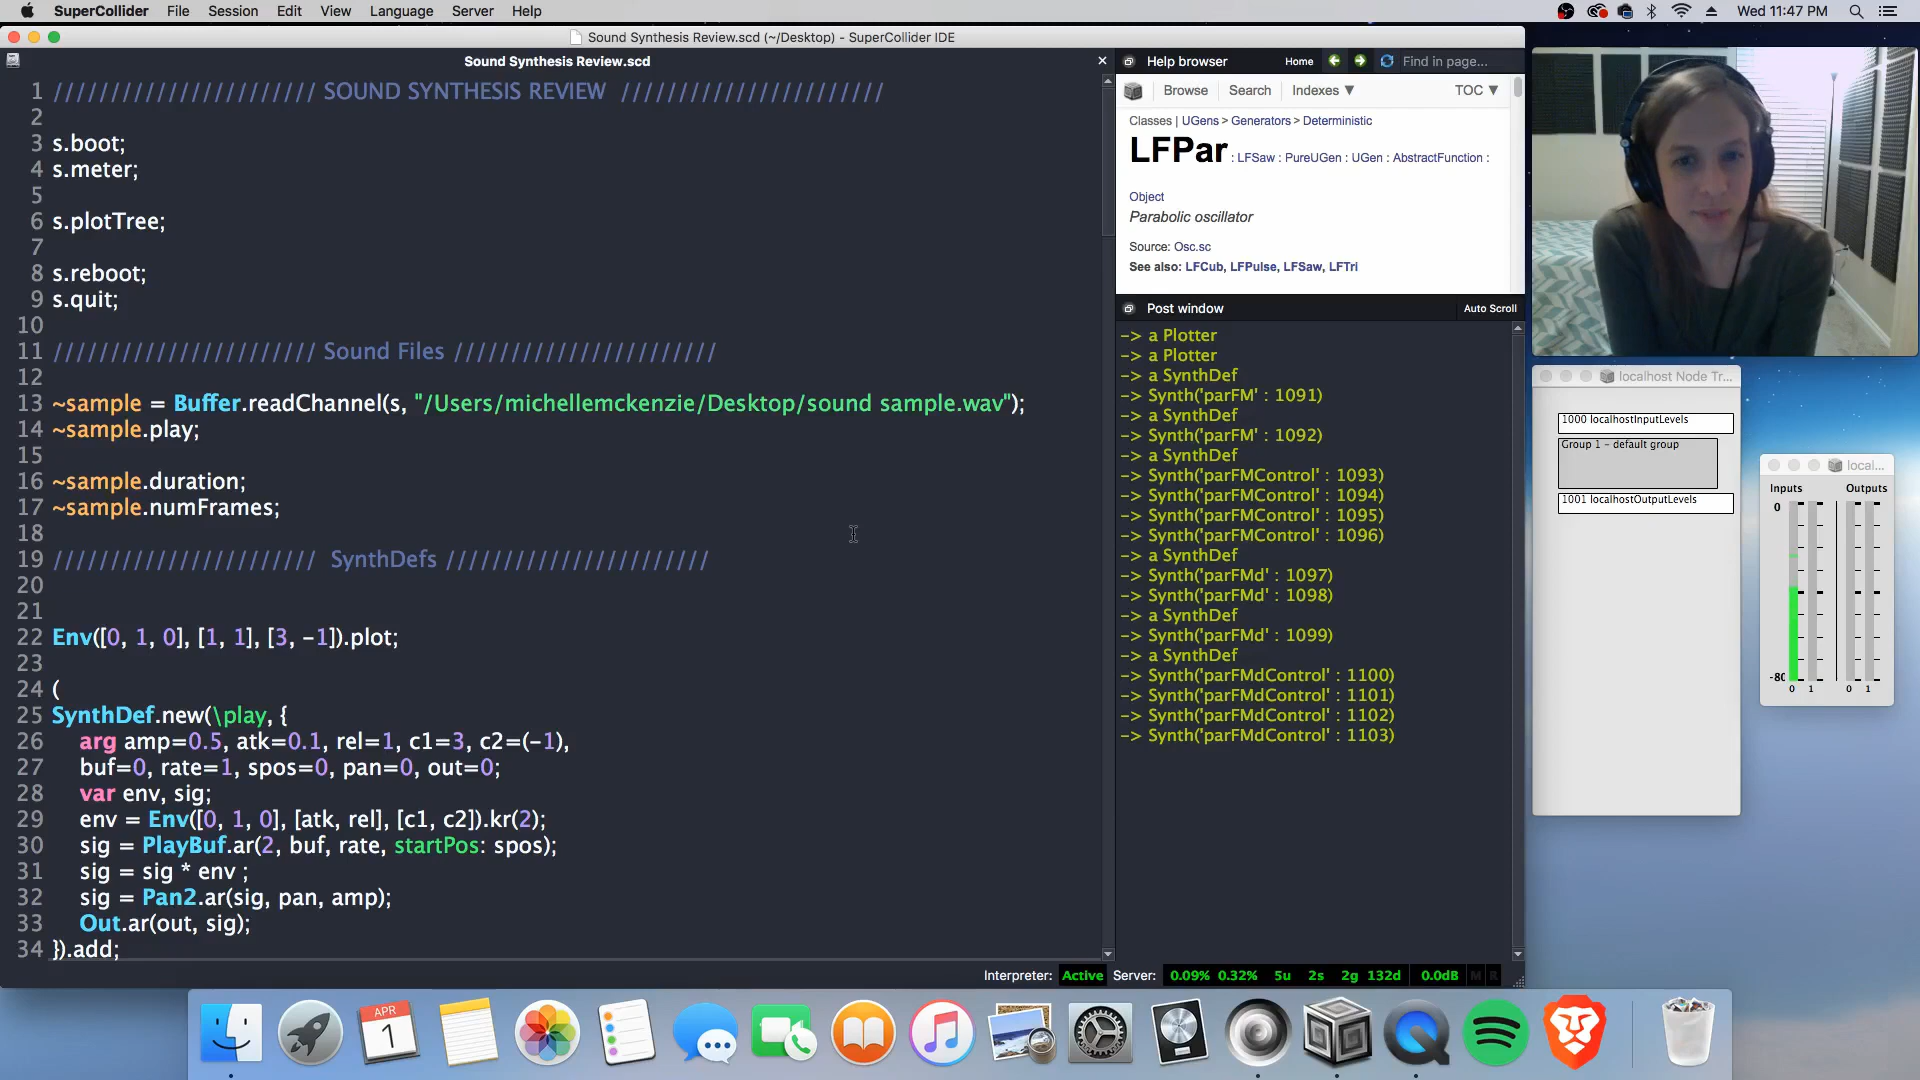 SuperCollider File Session Edit View Language Server Help Wed 11:47 PM
Sound Synthesis Review.scd (~/Desktop) - SuperCollider IDE
Sound Synthesis Review.scd
1 /////////////////////// SOUND SYNTHESIS REVIEW ///////////////////////
2
3 s.boot;
4 s.meter;
5
6 s.plotTree;
7
8 s.reboot;
9 s.quit;
10
11 /////////////////////// Sound Files ///////////////////////
12
13 ~sample = Buffer.readChannel(s, "/Users/michellemckenzie/Desktop/sound sample.wav");
14 ~sample.play;
15
16 ~sample.duration;
17 ~sample.numFrames;
18
19 /////////////////////// SynthDefs ///////////////////////
20
21
22 Env([0, 1, 0], [1, 1], [3, -1]).plot;
23
24 (
25 SynthDef.new(\play, {
26 arg amp=0.5, atk=0.1, rel=1, c1=3, c2=(-1),
27 buf=0, rate=1, spos=0, pan=0, out=0;
28 var env, sig;
29 env = Env([0, 1, 0], [atk, rel], [c1, c2]).kr(2);
30 sig = PlayBuf.ar(2, buf, rate, startPos: spos);
31 sig = sig * env ;
32 sig = Pan2.ar(sig, pan, amp);
33 Out.ar(out, sig);
34 }).add;
Help browser Home Find in page...
Browse Search Indexes ▼ TOC ▼
Classes | UGens > Generators > Deterministic
LFPar : LFSaw : PureUGen : UGen : AbstractFunction :
Object
Parabolic oscillator
Source: Osc.sc
See also: LFCub, LFPulse, LFSaw, LFTri
Post window Auto Scroll
-> a Plotter
-> a Plotter
-> a SynthDef
-> Synth('parFM' : 1091)
-> a SynthDef
-> Synth('parFM' : 1092)
-> a SynthDef
-> Synth('parFMControl' : 1093)
-> Synth('parFMControl' : 1094)
-> Synth('parFMControl' : 1095)
-> Synth('parFMControl' : 1096)
-> a SynthDef
-> Synth('parFMd' : 1097)
-> Synth('parFMd' : 1098)
-> a SynthDef
-> Synth('parFMd' : 1099)
-> a SynthDef
-> Synth('parFMdControl' : 1100)
-> Synth('parFMdControl' : 1101)
-> Synth('parFMdControl' : 1102)
-> Synth('parFMdControl' : 1103)
Interpreter: Active Server: 0.09% 0.32% 5u 2s 2g 132d 0.0dB M R
localhost Node Tr...
1000 localhostInputLevels
Group 1 - default group
1001 localhostOutputLevels
local...
Inputs Outputs
0
-80
0 1 0 1
APR
1